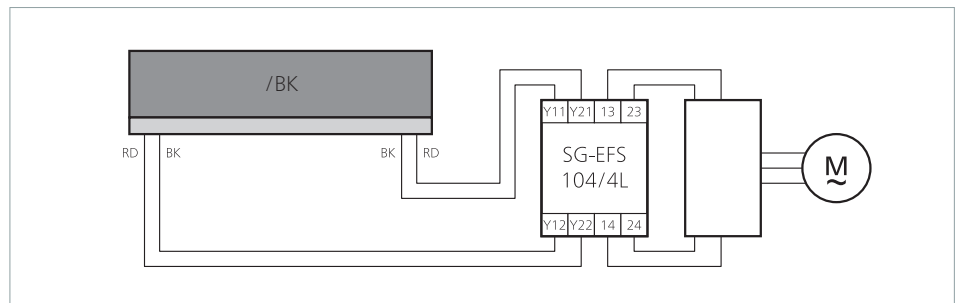 /BK
RD BK BK RD
Y11 Y21 13 23
SG-EFS
104/4L
Y12 Y22 14 24
M
~